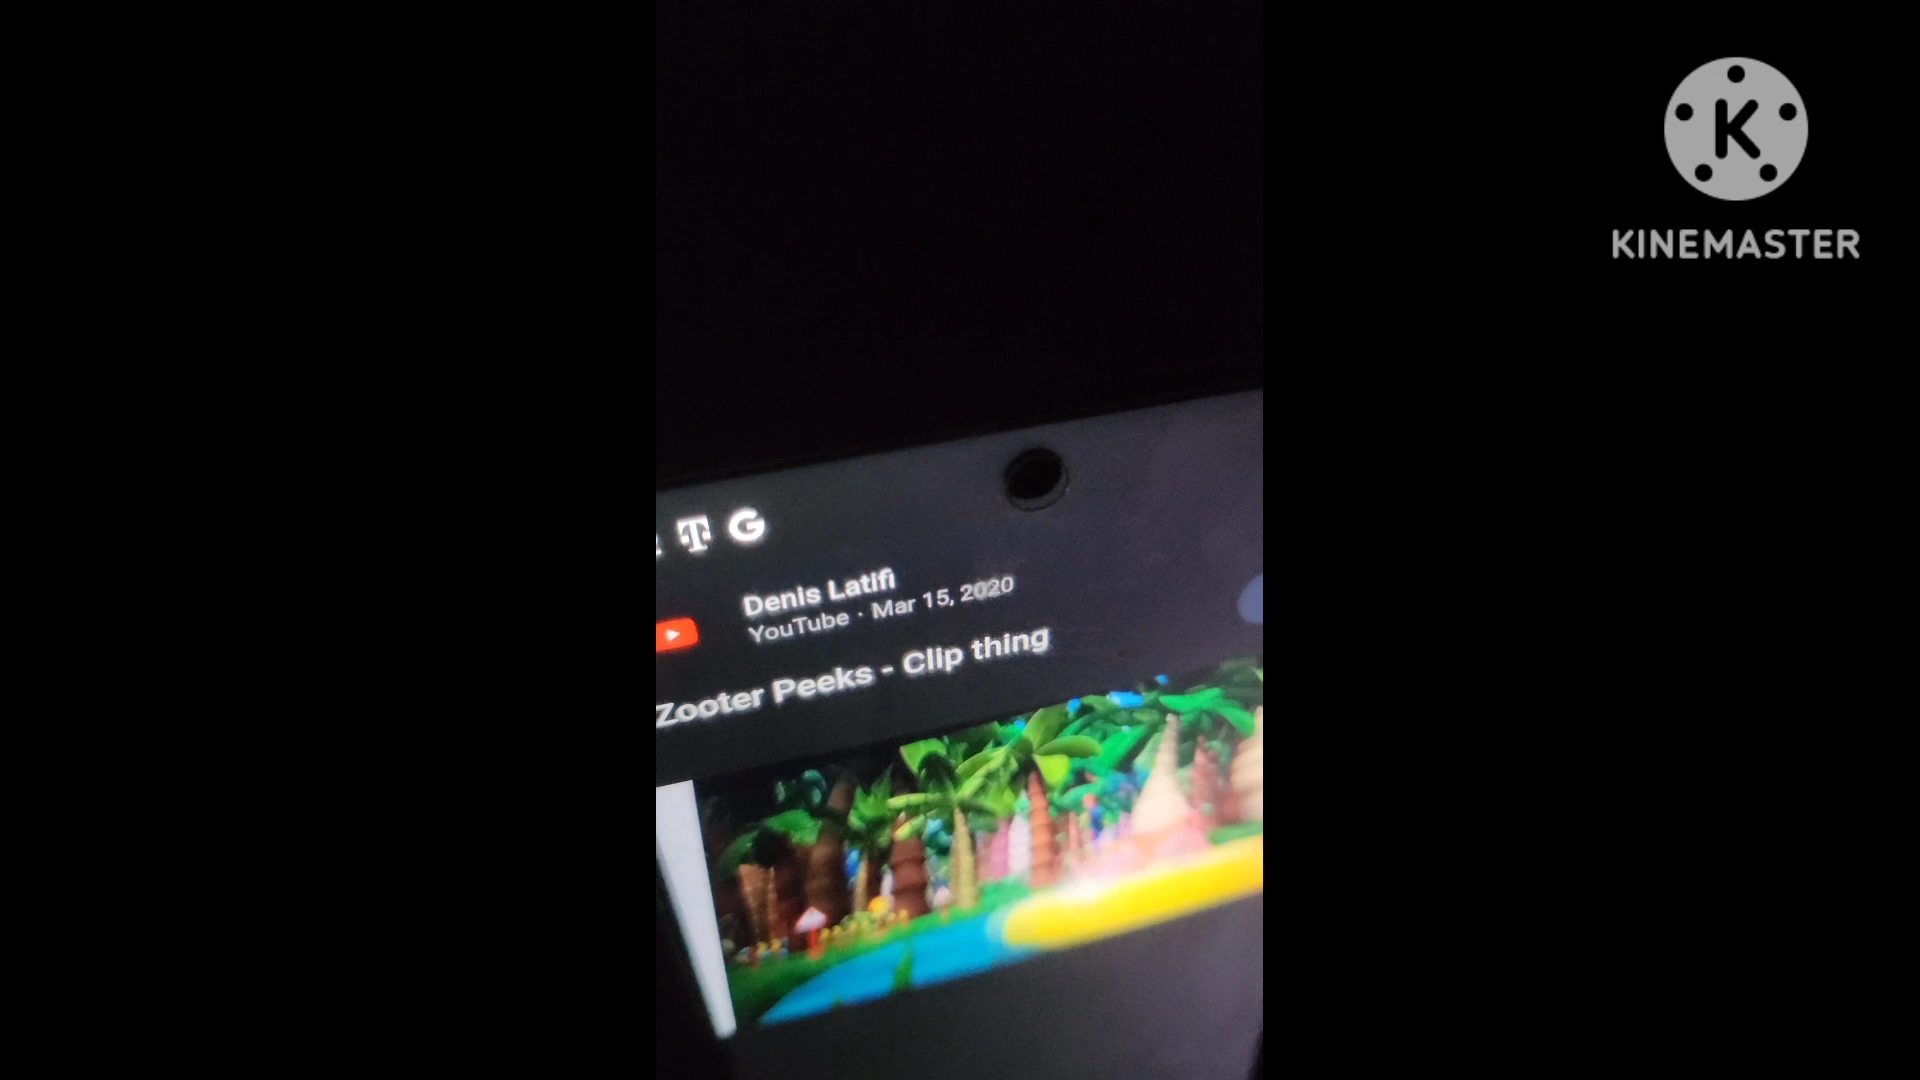 K
KINEMASTER
T G
Denis Latifi
YouTube · Mar 15, 2020
Zooter Peeks - Clip thing